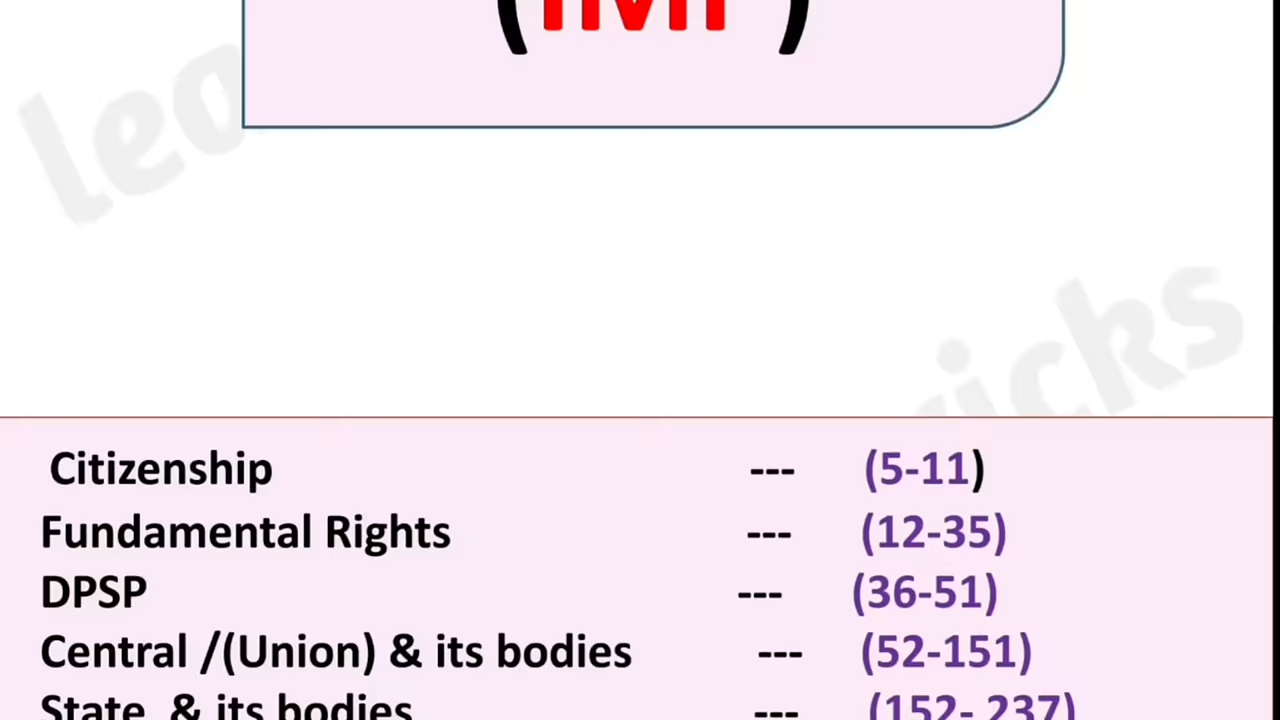 (IMP)
Citizenship --- (5-11)
Fundamental Rights --- (12-35)
DPSP --- (36-51)
Central /(Union) & its bodies --- (52-151)
State & its bodies --- (152- 237)